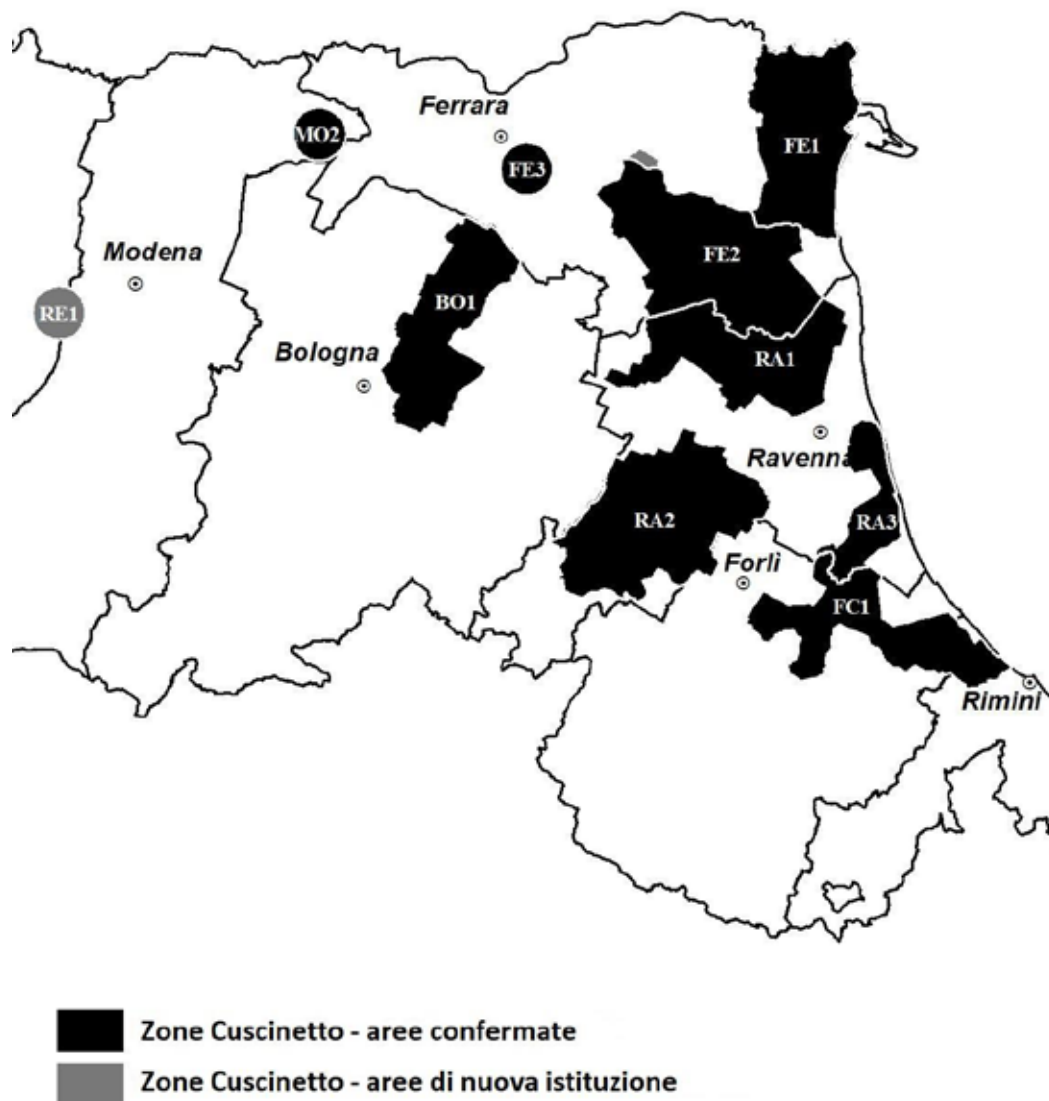 Ferrara
MO2
FE1
FE3
Modena
FE2
RE1
BO1
Bologna
RA1
Ravenna
RA2
RA3
Forlì
FC1
Rimini
Zone Cuscinetto - aree confermate
Zone Cuscinetto - aree di nuova istituzione